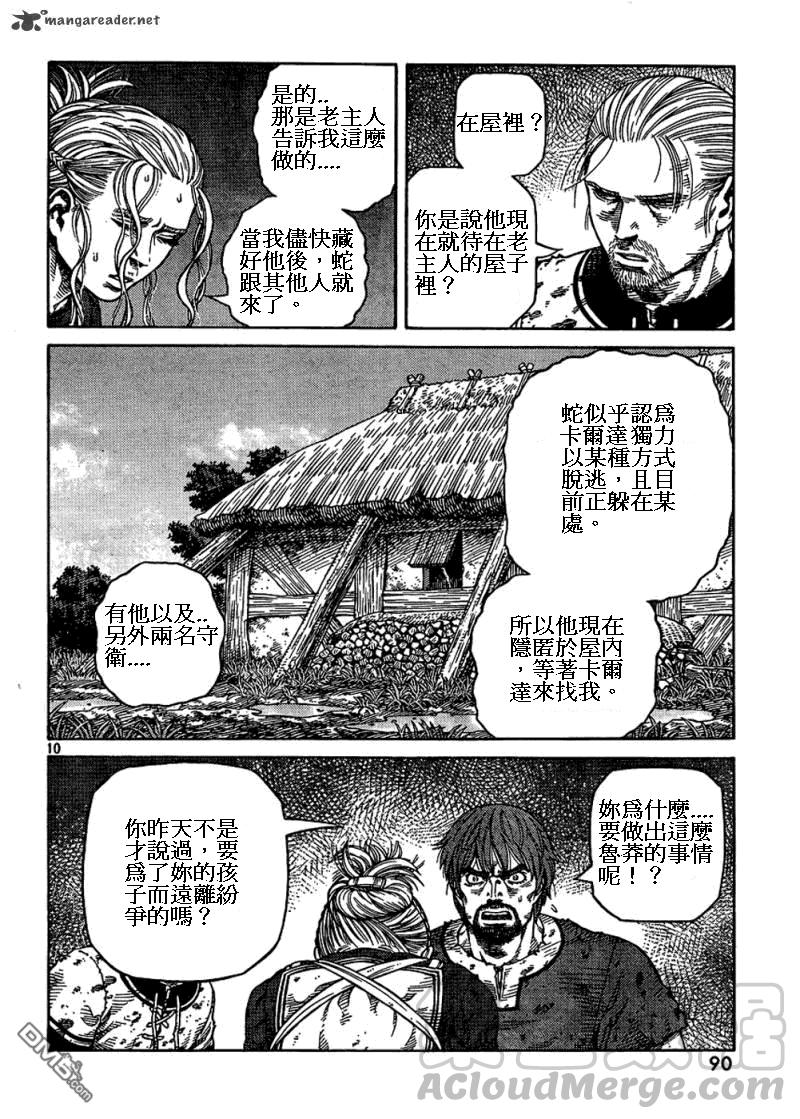 mangareader.net
在屋裡？
你是說他現
在就待在老
主人的屋子
裡？
是的..
那是老主人
告訴我這麼
做的....
當我儘快藏
好他後，蛇
跟其他人就
來了。
蛇似乎認爲
卡爾達獨力
以某種方式
脫逃，且目
前正躲在某
處。
所以他現在
隱匿於屋內
，等著卡爾
達來找我。
有他以及..
另外兩名守
衛....
10
妳爲什麼....
要做出這麼
魯莽的事情
呢！？
你昨天不是
才說過，要
爲了妳的孩
子而遠離紛
爭的嗎？
90
ACloudMerge.com